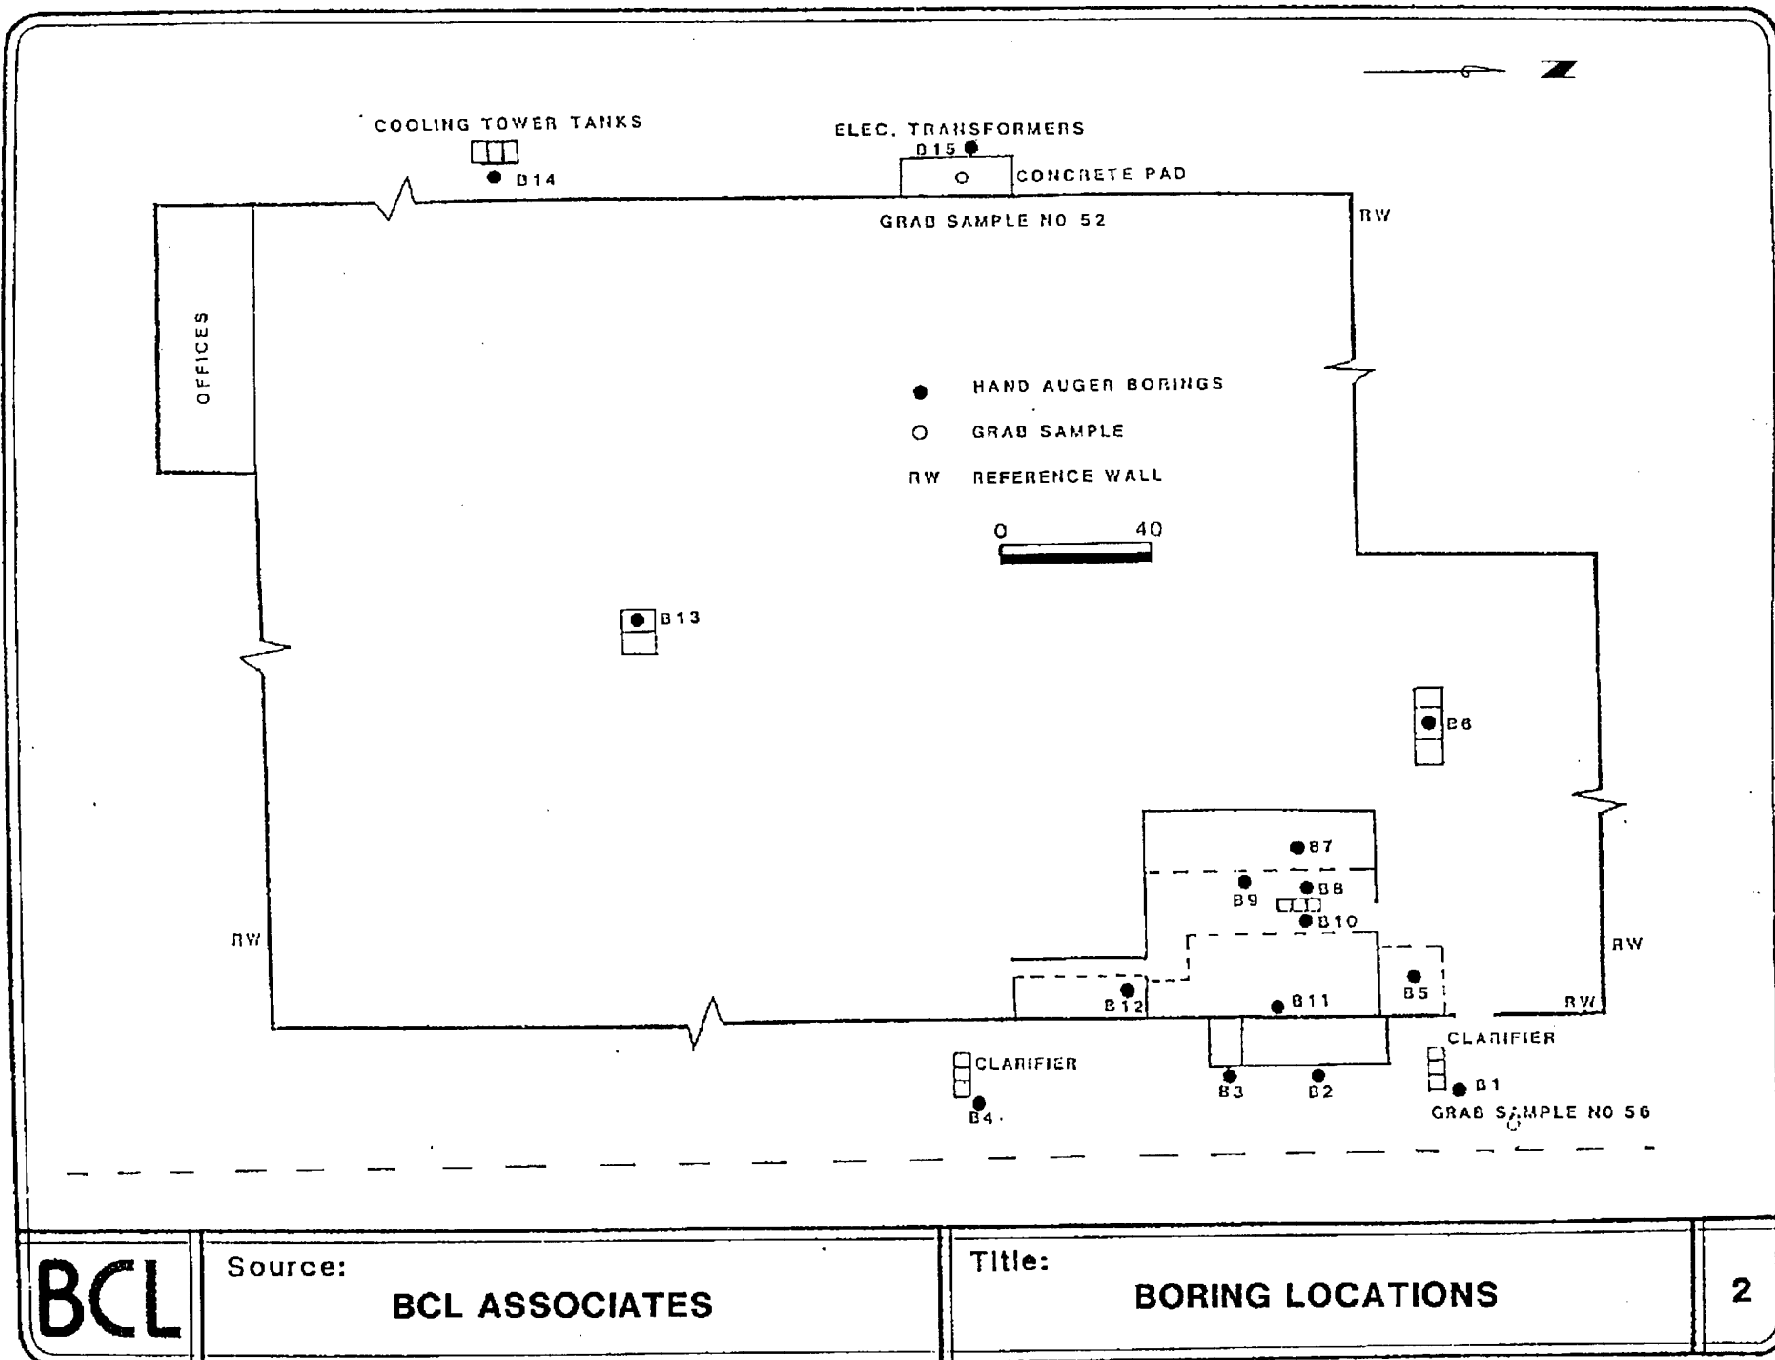 N
COOLING TOWER TANKS
B14
ELEC. TRANSFORMERS
B15
CONCRETE PAD
GRAB SAMPLE NO 52
RW
OFFICES
HAND AUGER BORINGS
GRAB SAMPLE
RW REFERENCE WALL
0 40
B13
B6
B7
B9
B8
B10
RW
RW
B12
B11
B5
RW
CLARIFIER
CLARIFIER
B4
B3
B2
B1
GRAB SAMPLE NO 56
BCL
Source:
BCL ASSOCIATES
Title:
BORING LOCATIONS
2